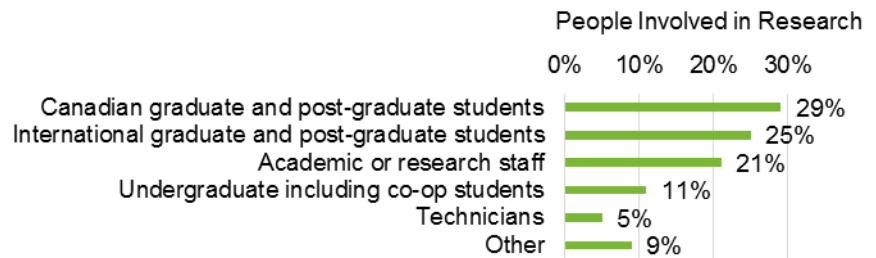 People Involved in Research
0% 10% 20% 30%
Canadian graduate and post-graduate students 29%
International graduate and post-graduate students 25%
Academic or research staff 21%
Undergraduate including co-op students 11%
Technicians 5%
Other 9%